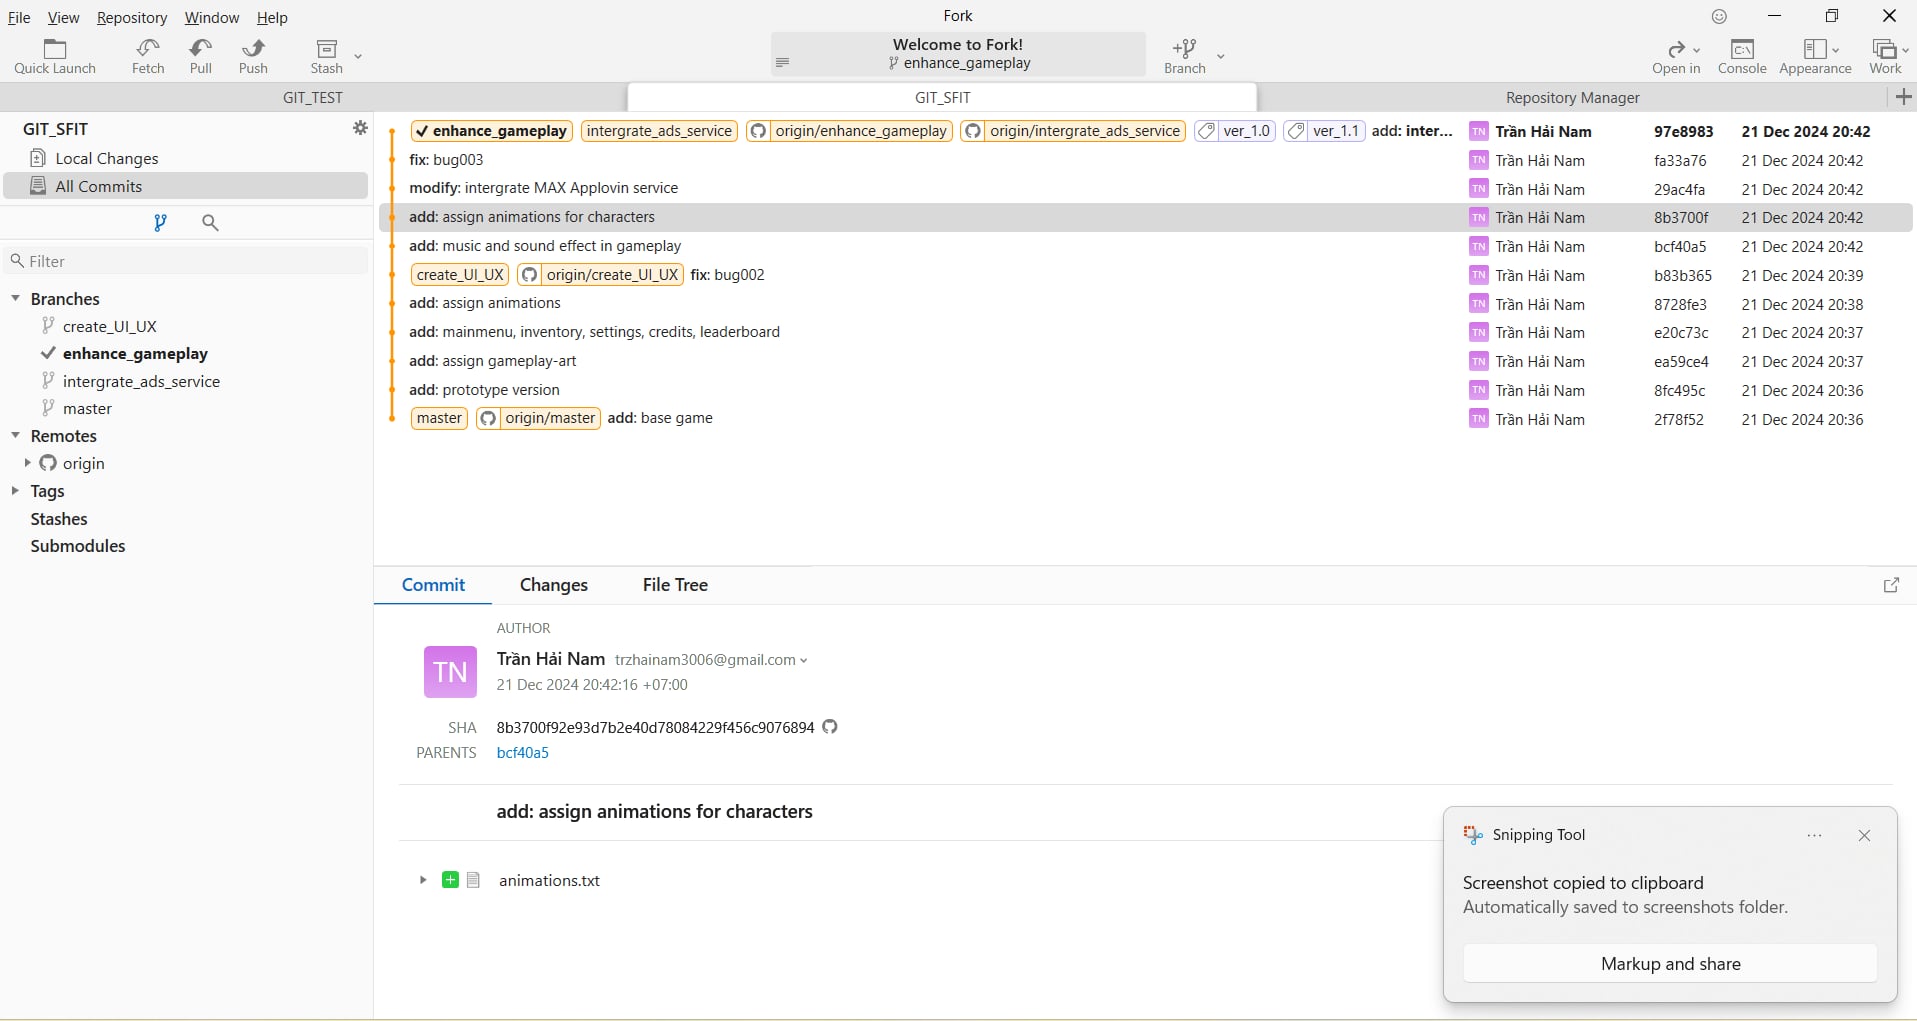 File View Repository Window Help
Fork
Quick Launch Fetch Pull Push Stash
Welcome to Fork!
enhance_gameplay
Branch
Open in Console Appearance Work
GIT_TEST GIT_SFIT Repository Manager
GIT_SFIT
Local Changes
All Commits
Filter
Branches
create_UI_UX
enhance_gameplay
intergrate_ads_service
master
Remotes
origin
Tags
Stashes
Submodules
enhance_gameplay intergrate_ads_service origin/enhance_gameplay origin/intergrate_ads_service ver_1.0 ver_1.1 add: inter... TN Trần Hải Nam 97e8983 21 Dec 2024 20:42
fix: bug003 TN Trần Hải Nam fa33a76 21 Dec 2024 20:42
modify: intergrate MAX Applovin service TN Trần Hải Nam 29ac4fa 21 Dec 2024 20:42
add: assign animations for characters TN Trần Hải Nam 8b3700f 21 Dec 2024 20:42
add: music and sound effect in gameplay TN Trần Hải Nam bcf40a5 21 Dec 2024 20:42
create_UI_UX origin/create_UI_UX fix: bug002 TN Trần Hải Nam b83b365 21 Dec 2024 20:39
add: assign animations TN Trần Hải Nam 8728fe3 21 Dec 2024 20:38
add: mainmenu, inventory, settings, credits, leaderboard TN Trần Hải Nam e20c73c 21 Dec 2024 20:37
add: assign gameplay-art TN Trần Hải Nam ea59ce4 21 Dec 2024 20:37
add: prototype version TN Trần Hải Nam 8fc495c 21 Dec 2024 20:36
master origin/master add: base game TN Trần Hải Nam 2f78f52 21 Dec 2024 20:36
Commit Changes File Tree
AUTHOR
TN
Trần Hải Nam trzhainam3006@gmail.com
21 Dec 2024 20:42:16 +07:00
SHA 8b3700f92e93d7b2e40d78084229f456c9076894
PARENTS bcf40a5
add: assign animations for characters
animations.txt
Snipping Tool
Screenshot copied to clipboard
Automatically saved to screenshots folder.
Markup and share